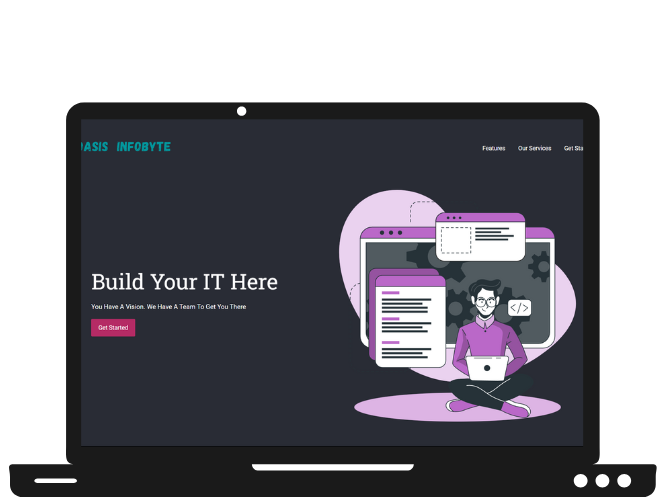 OASIS INFOBYTE
Features Our Services Get Sta
Build Your IT Here
You Have A Vision. We Have A Team To Get You There
Get Started
</>